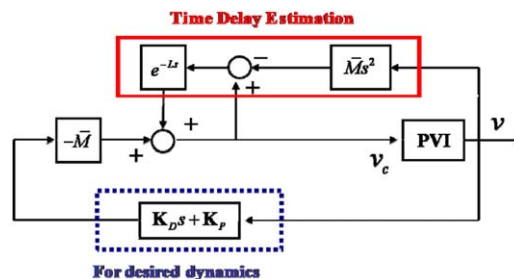 Time Delay Estimation
e^{-Ls}
−
M̄s²
+
−M̄
+
+
v_c
PVI
v
K_D s + K_P
For desired dynamics